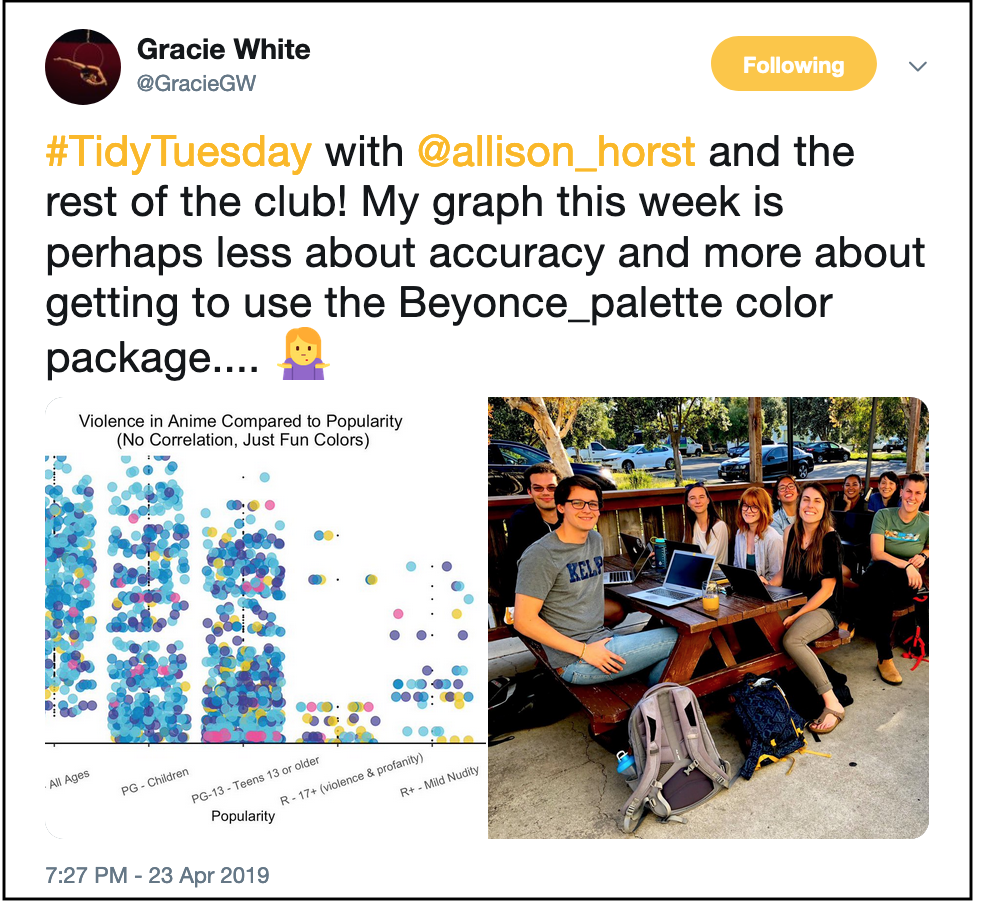 Gracie White
@GracieGW
Following
#TidyTuesday with @allison_horst and the
rest of the club! My graph this week is
perhaps less about accuracy and more about
getting to use the Beyonce_palette color
package.... 🤷‍♀️
Violence in Anime Compared to Popularity
(No Correlation, Just Fun Colors)
All Ages
PG - Children
PG-13 - Teens 13 or older
R - 17+ (violence & profanity)
R+ - Mild Nudity
Popularity
KELP
7:27 PM - 23 Apr 2019